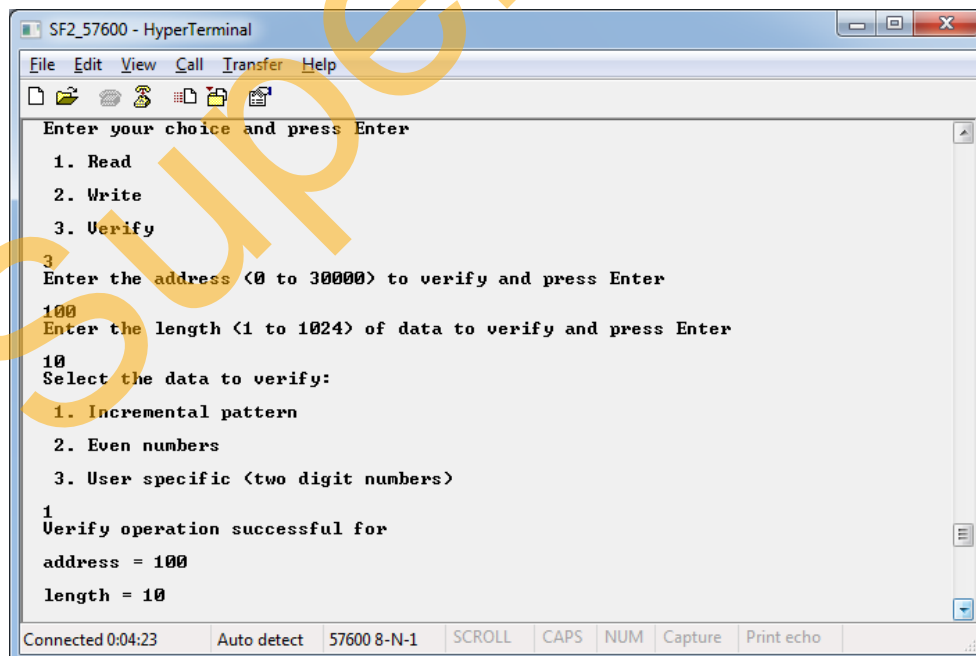 SF2_57600 - HyperTerminal
File Edit View Call Transfer Help
Enter your choice and press Enter
1. Read
2. Write
3. Verify
3
Enter the address (0 to 30000) to verify and press Enter
100
Enter the length (1 to 1024) of data to verify and press Enter
10
Select the data to verify:
1. Incremental pattern
2. Even numbers
3. User specific (two digit numbers)
1
Verify operation successful for
address = 100
length = 10
Connected 0:04:23 Auto detect 57600 8-N-1 SCROLL CAPS NUM Capture Print echo
Supe